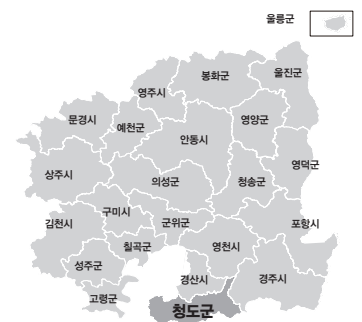 울릉군
봉화군
울진군
영주시
문경시
예천군
영양군
안동시
영덕군
상주시
의성군
청송군
구미시
김천시
군위군
포항시
칠곡군
영천시
성주군
경산시
경주시
고령군
청도군